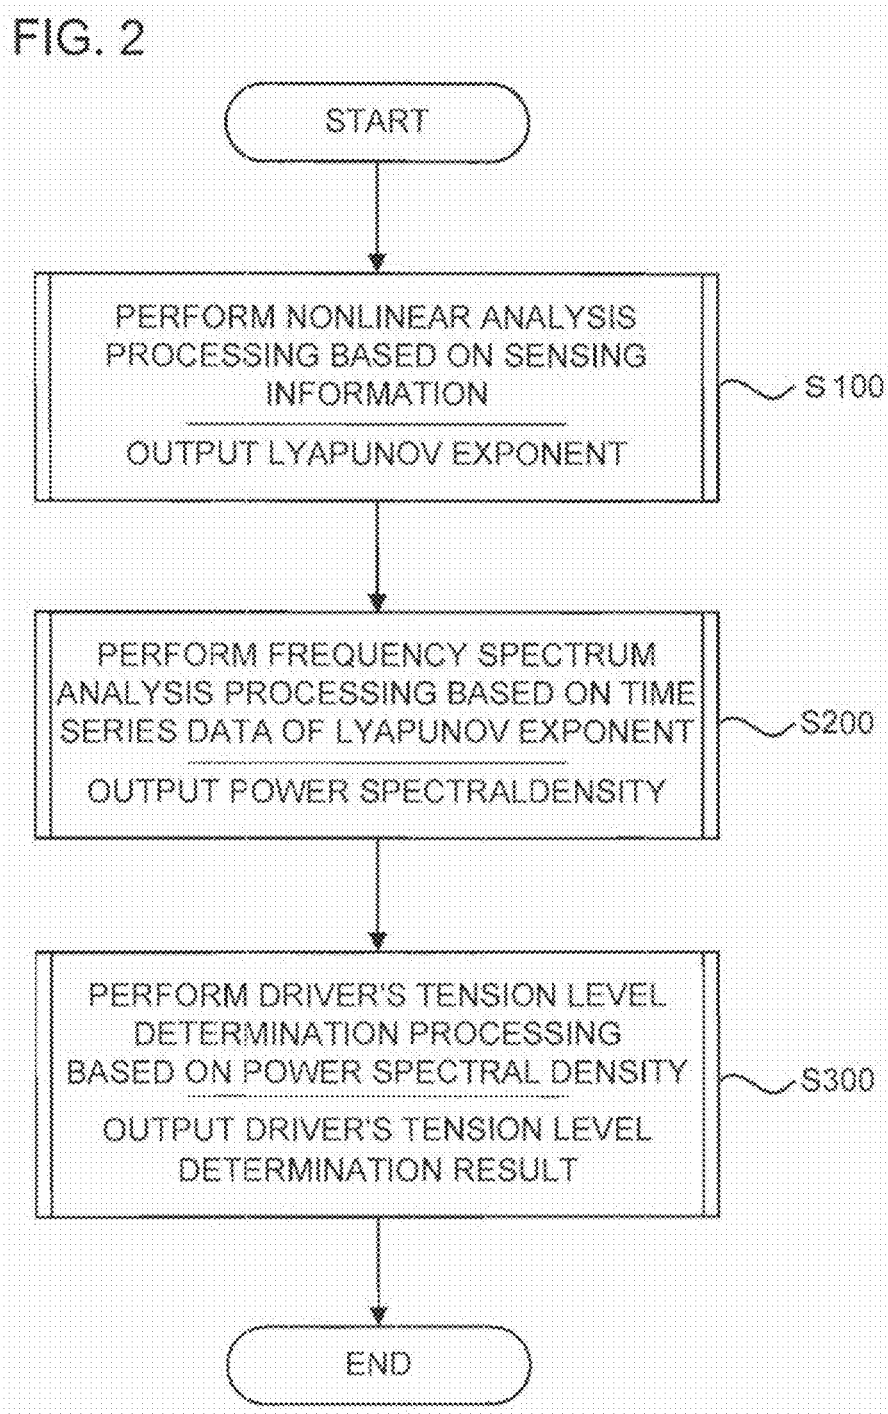 FIG. 2
START
PERFORM NONLINEAR ANALYSIS
PROCESSING BASED ON SENSING
INFORMATION
OUTPUT LYAPUNOV EXPONENT
S100
PERFORM FREQUENCY SPECTRUM
ANALYSIS PROCESSING BASED ON TIME
SERIES DATA OF LYAPUNOV EXPONENT
OUTPUT POWER SPECTRALDENSITY
S200
PERFORM DRIVER'S TENSION LEVEL
DETERMINATION PROCESSING
BASED ON POWER SPECTRAL DENSITY
OUTPUT DRIVER'S TENSION LEVEL
DETERMINATION RESULT
S300
END